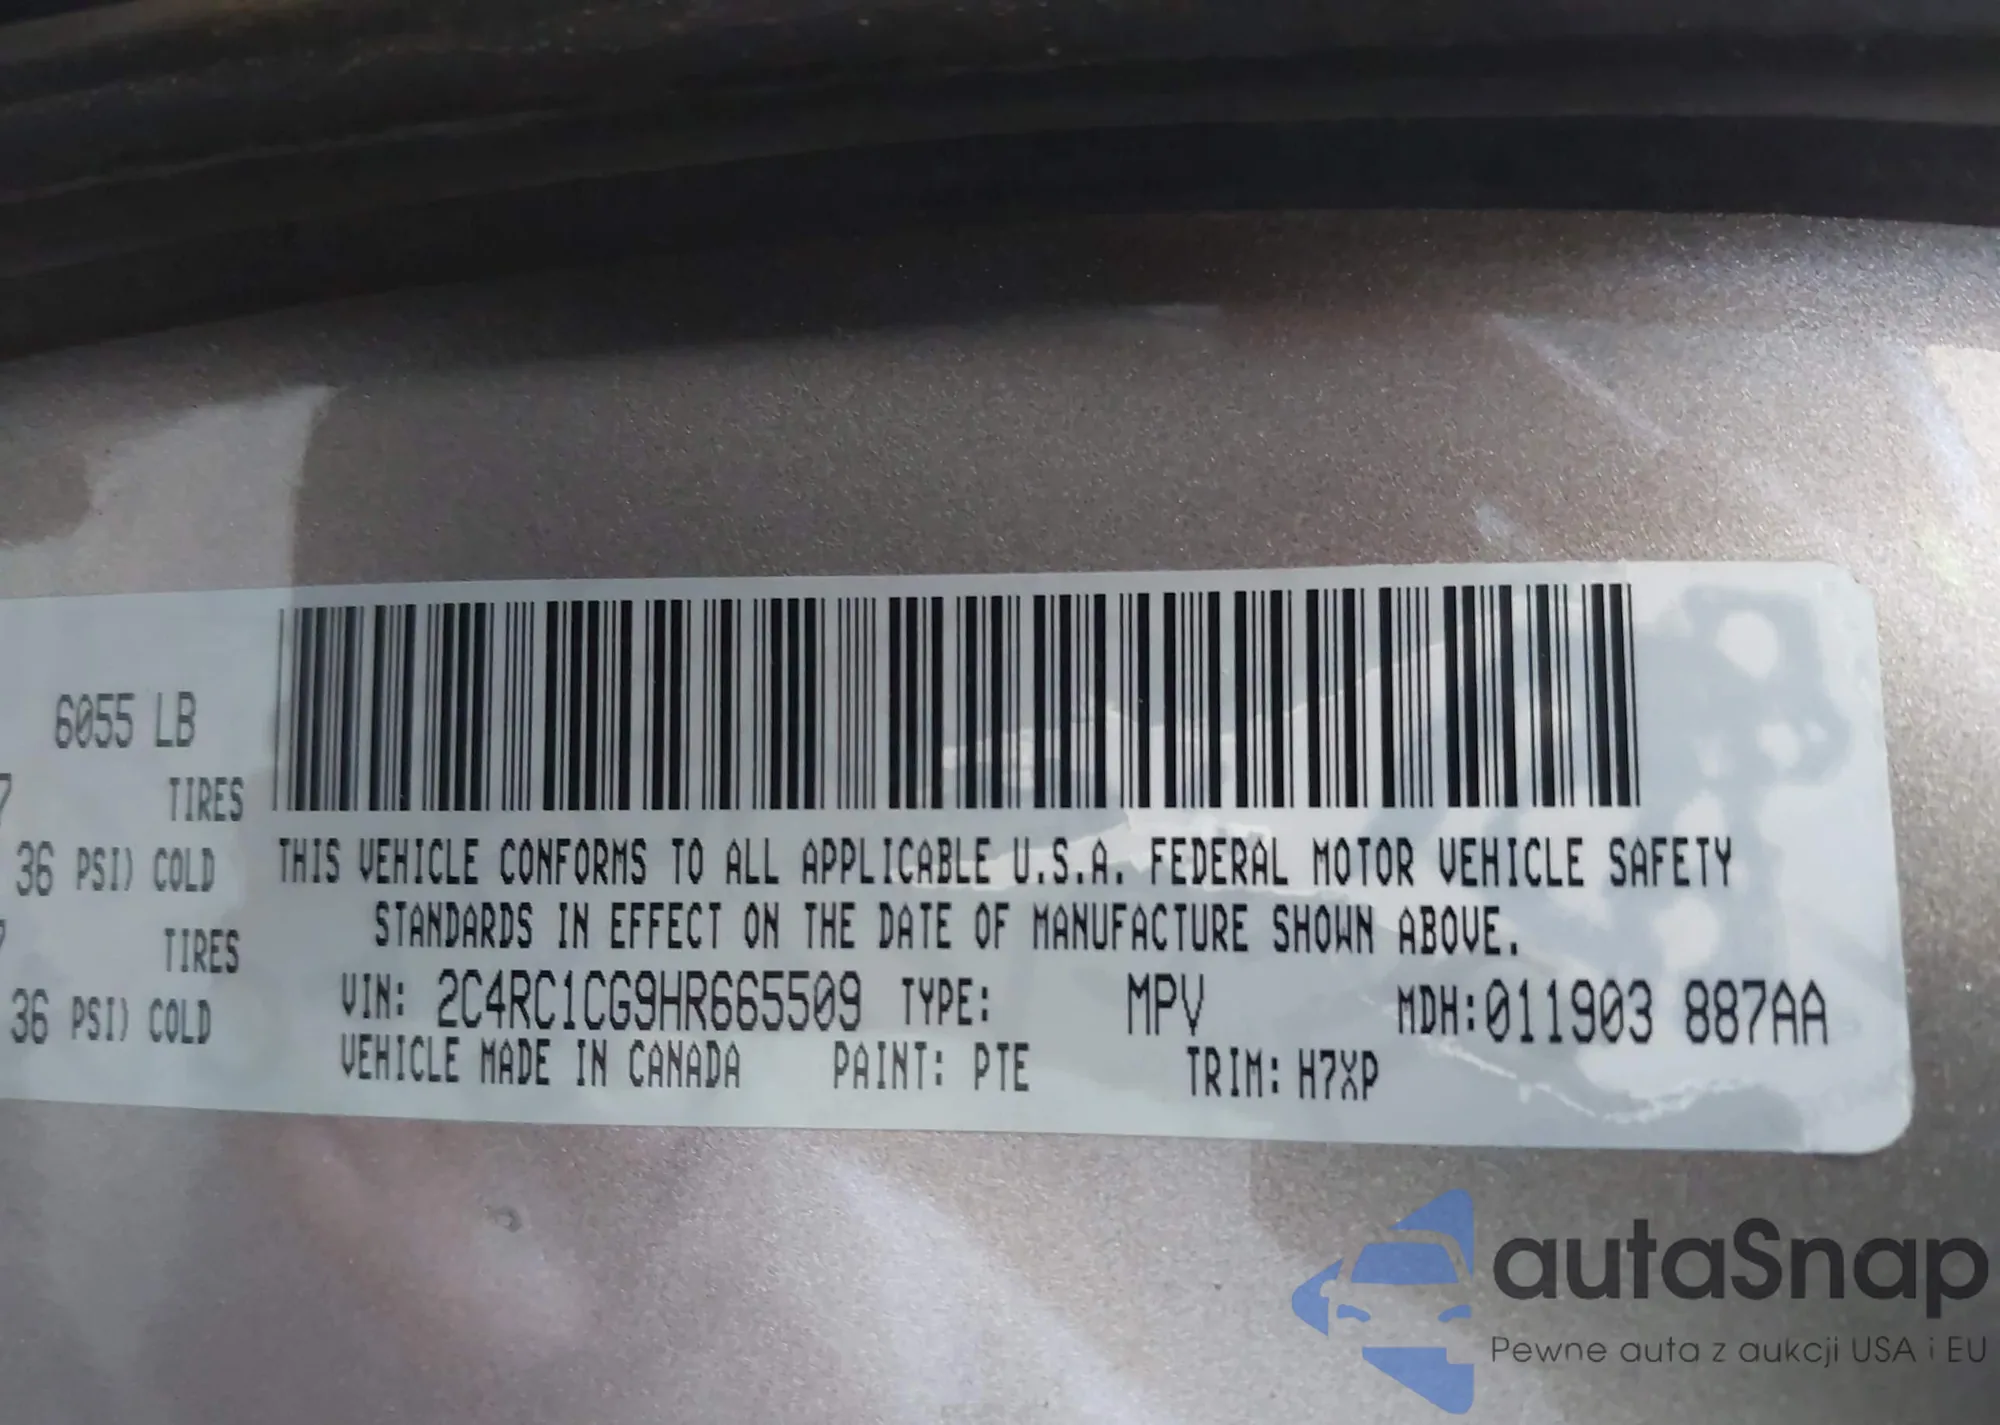 6055 LB
7 TIRES
36 PSI) COLD
7 TIRES
36 PSI) COLD
THIS VEHICLE CONFORMS TO ALL APPLICABLE U.S.A. FEDERAL MOTOR VEHICLE SAFETY
STANDARDS IN EFFECT ON THE DATE OF MANUFACTURE SHOWN ABOVE.
VIN: 2C4RC1CG9HR665509 TYPE: MPV MDH:011903 887AA
VEHICLE MADE IN CANADA PAINT: PTE TRIM: H7XP
autaSnap
Pewne auta z aukcji USA i EU